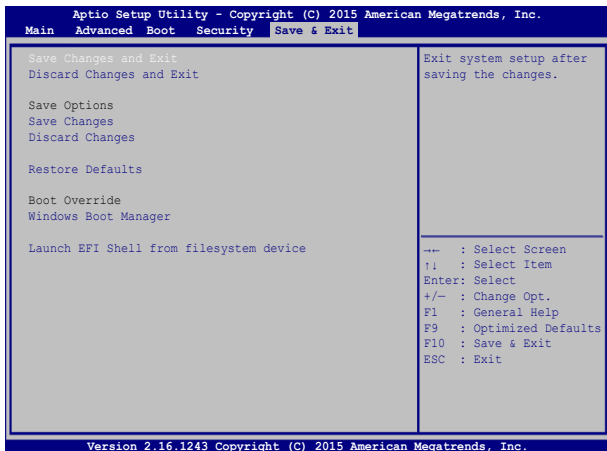 Aptio Setup Utility - Copyright (C) 2015 American Megatrends, Inc.
Main Advanced Boot Security Save & Exit
Save Changes and Exit
Discard Changes and Exit
Save Options
Save Changes
Discard Changes
Restore Defaults
Boot Override
Windows Boot Manager
Launch EFI Shell from filesystem device
Exit system setup after
saving the changes.
→← : Select Screen
↑↓ : Select Item
Enter: Select
+/— : Change Opt.
F1 : General Help
F9 : Optimized Defaults
F10 : Save & Exit
ESC : Exit
Version 2.16.1243 Copyright (C) 2015 American Megatrends, Inc.